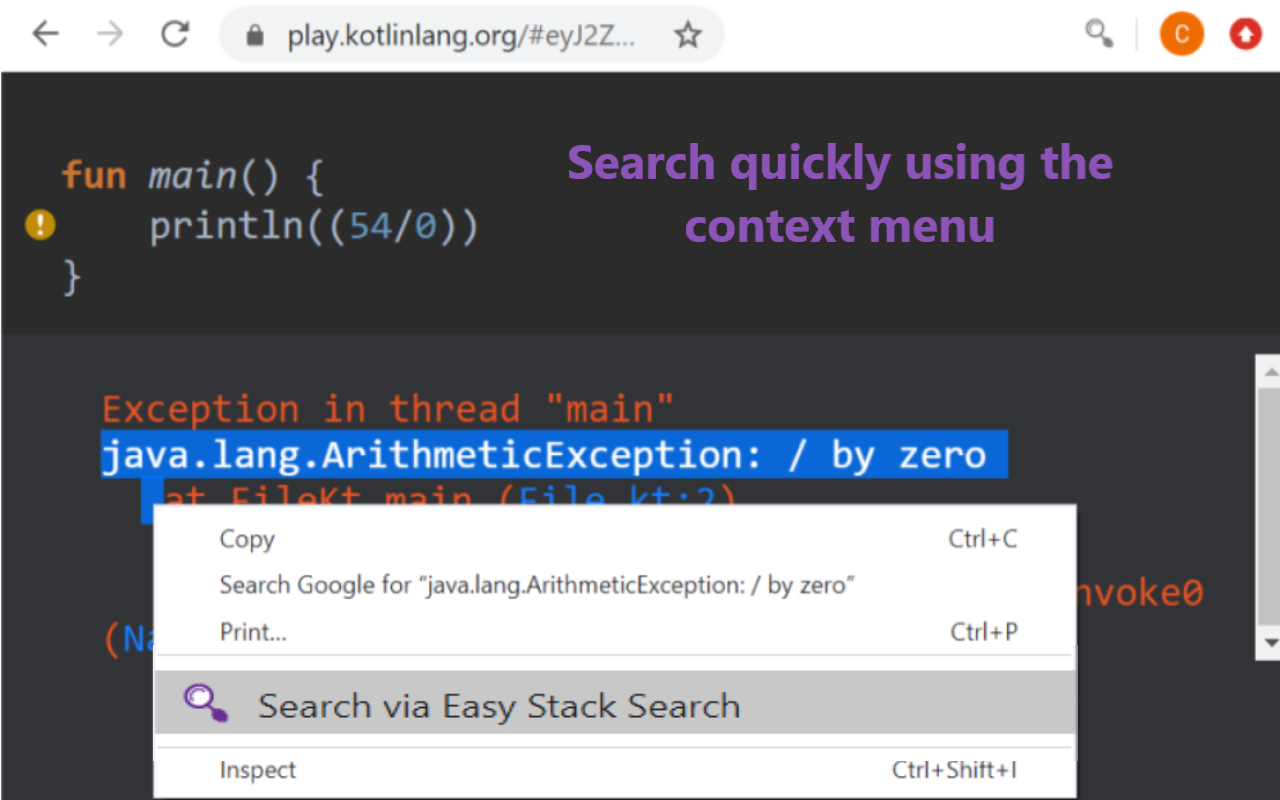 play.kotlinlang.org/#eyJ2Z...
C
fun main() {
println((54/0))
}
Search quickly using the
context menu
Exception in thread "main"
java.lang.ArithmeticException: / by zero
at FileKt.main (File.kt:2)
nvoke0
(Na
Copy Ctrl+C
Search Google for “java.lang.ArithmeticException: / by zero”
Print... Ctrl+P
Search via Easy Stack Search
Inspect Ctrl+Shift+I